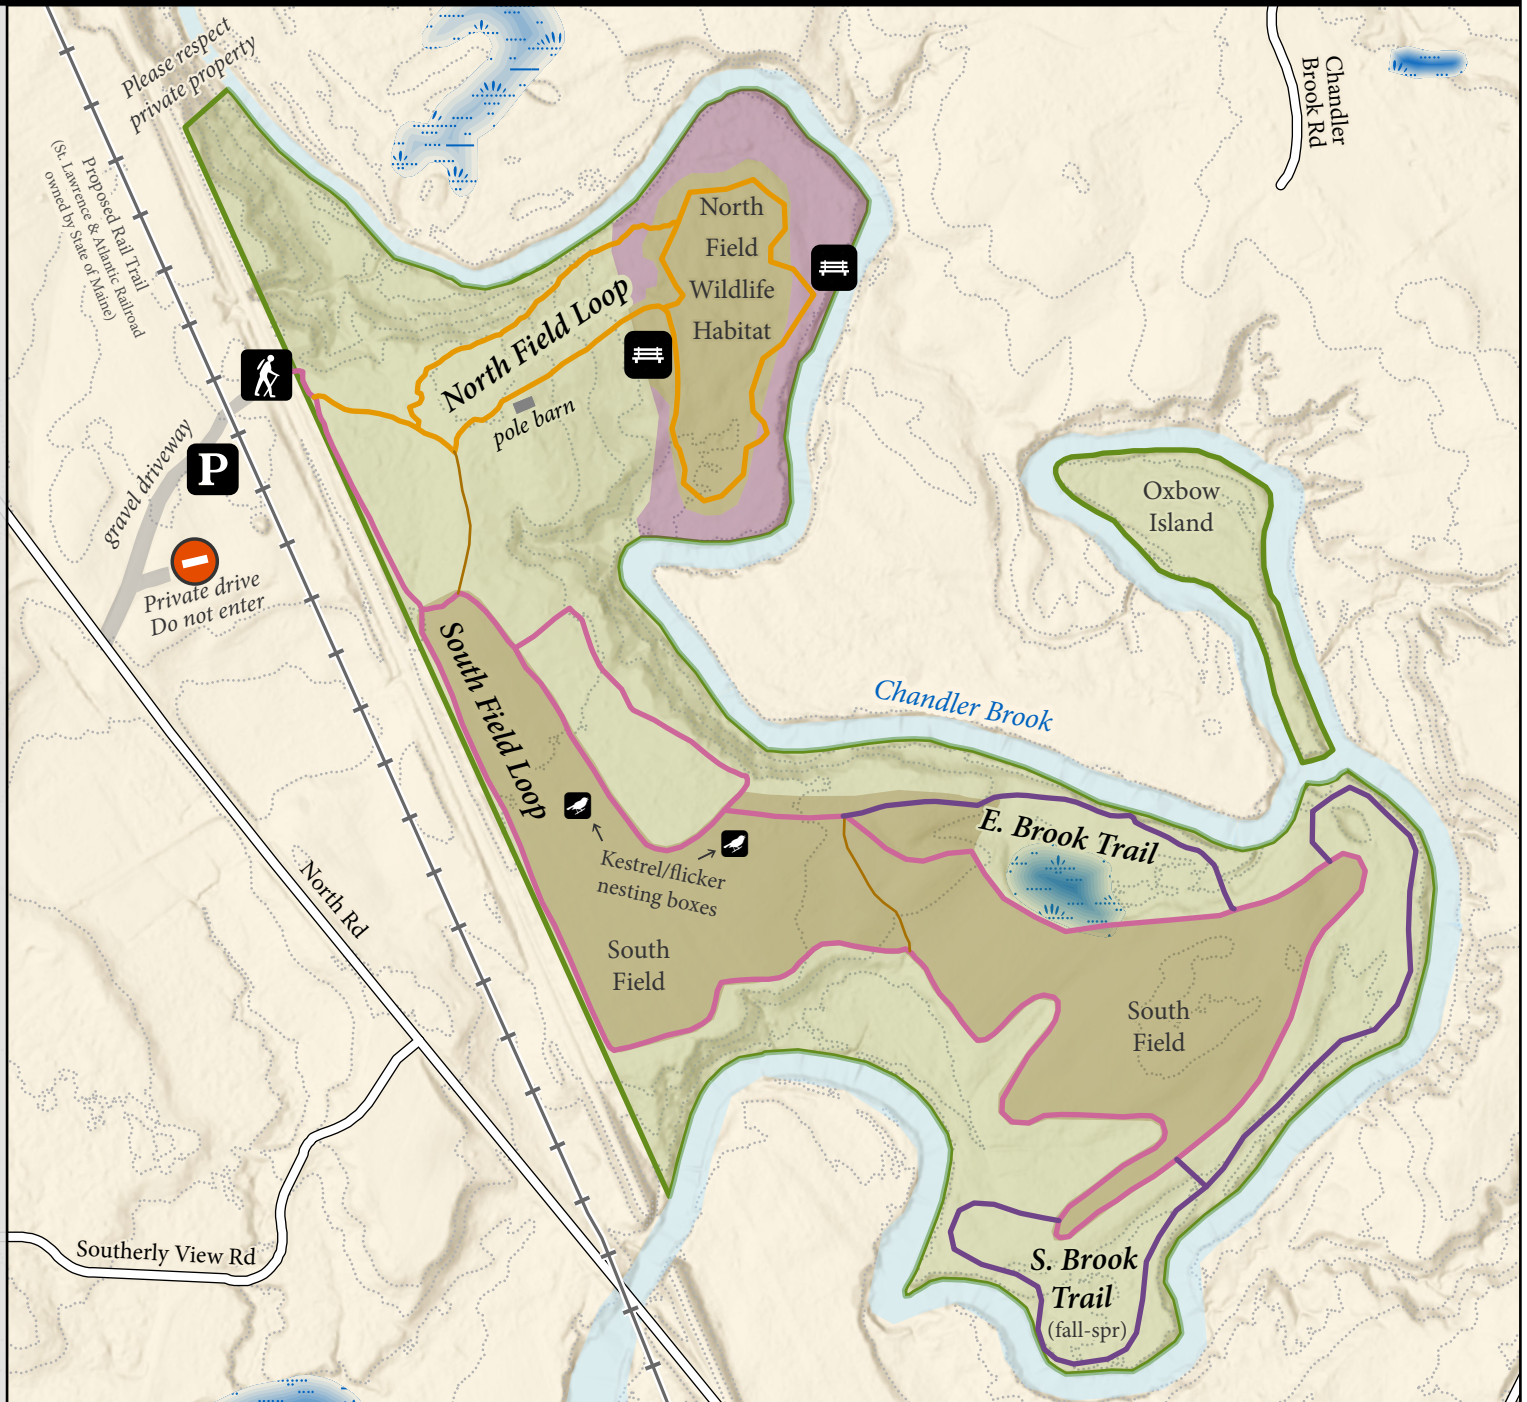 Please respect
private property
Chandler
Brook Rd
Proposed Rail Trail
(St. Lawrence & Atlantic Railroad
owned by State of Maine)
North
Field
Wildlife
Habitat
North Field Loop
pole barn
gravel driveway
P
Private drive
Do not enter
Oxbow
Island
Chandler Brook
South Field Loop
Kestrel/flicker
nesting boxes
E. Brook Trail
North Rd
South
Field
South
Field
Southerly View Rd
S. Brook
Trail
(fall-spr)